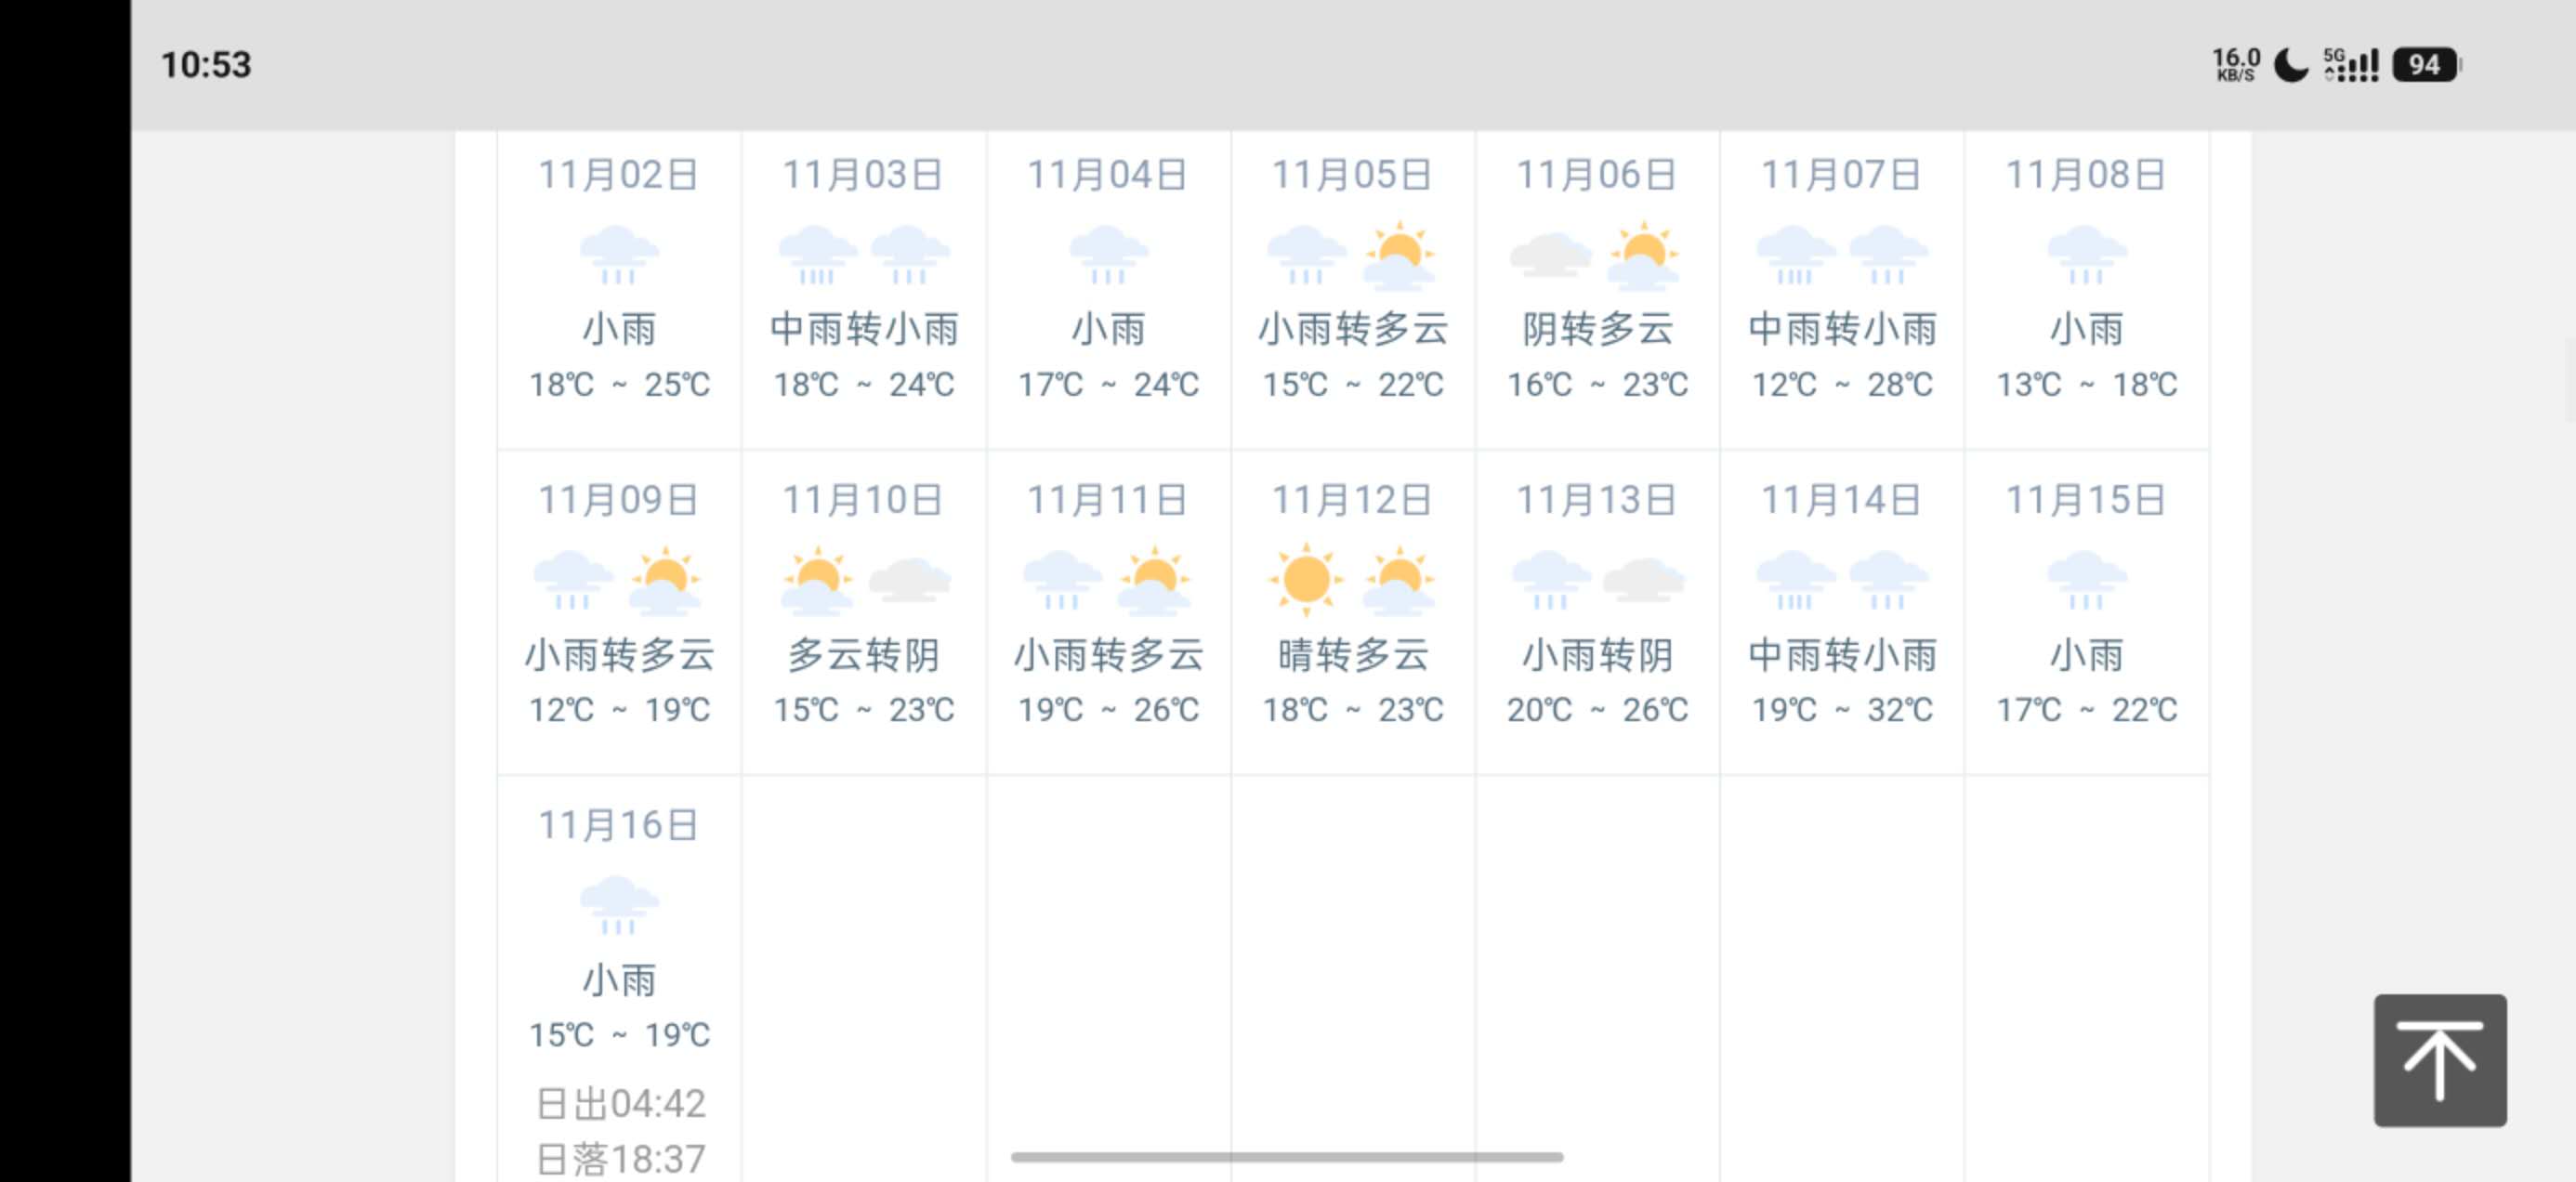 10:53
16.0
KB/S
5G
94
11月02日
小雨
18℃ ~ 25℃
11月03日
中雨转小雨
18℃ ~ 24℃
11月04日
小雨
17℃ ~ 24℃
11月05日
小雨转多云
15℃ ~ 22℃
11月06日
阴转多云
16℃ ~ 23℃
11月07日
中雨转小雨
12℃ ~ 28℃
11月08日
小雨
13℃ ~ 18℃
11月09日
小雨转多云
12℃ ~ 19℃
11月10日
多云转阴
15℃ ~ 23℃
11月11日
小雨转多云
19℃ ~ 26℃
11月12日
晴转多云
18℃ ~ 23℃
11月13日
小雨转阴
20℃ ~ 26℃
11月14日
中雨转小雨
19℃ ~ 32℃
11月15日
小雨
17℃ ~ 22℃
11月16日
小雨
15℃ ~ 19℃
日出04:42
日落18:37